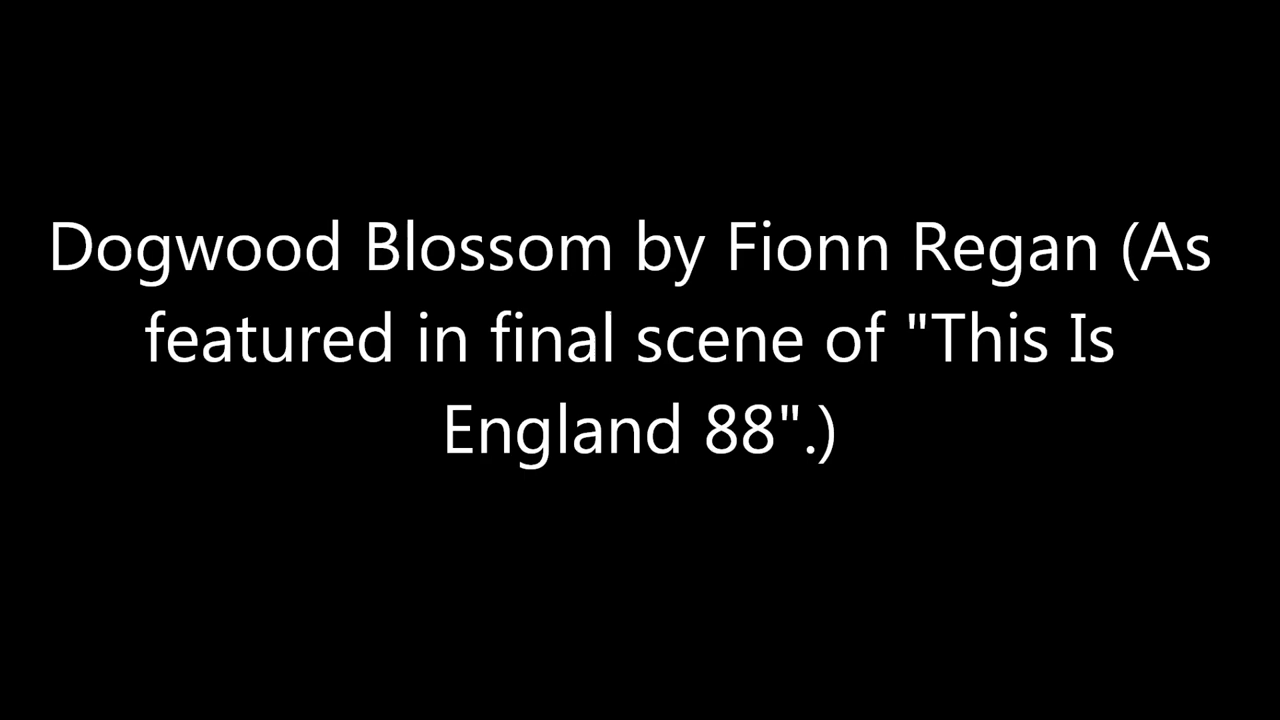 Dogwood Blossom by Fionn Regan (As
featured in final scene of "This Is
England 88".)